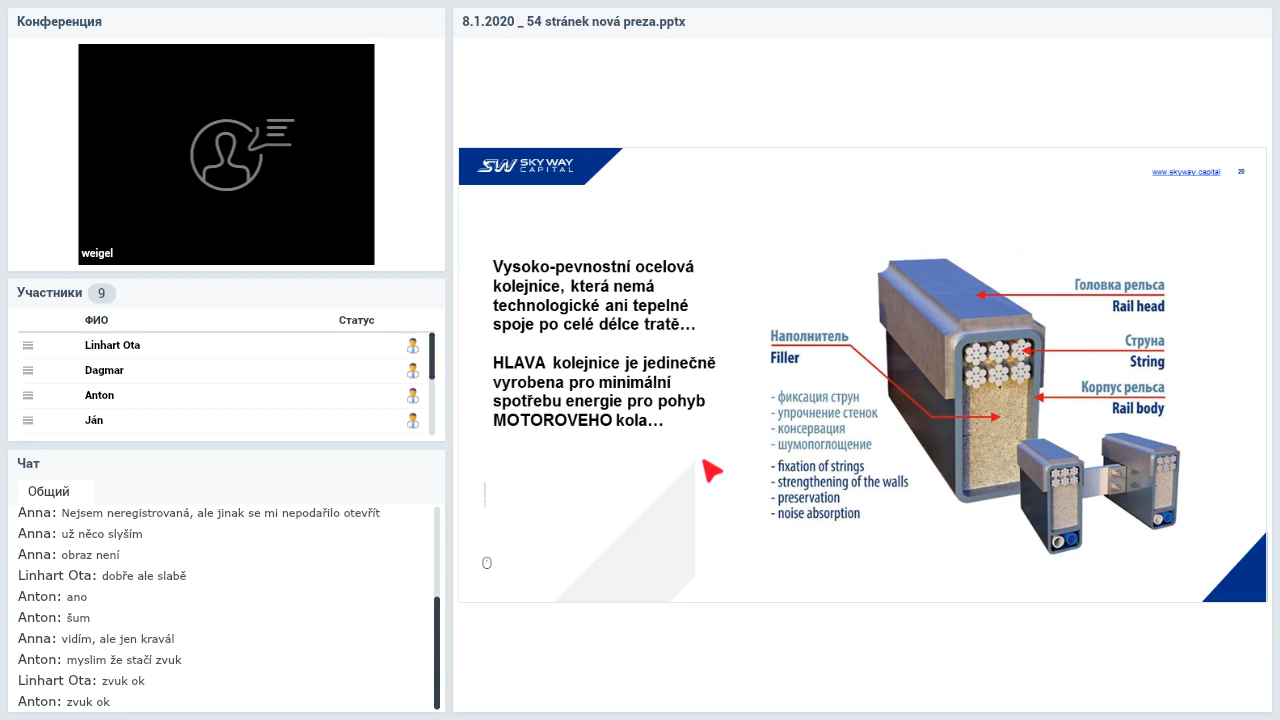 Конференция
weigel
Участники 9
ФИО Статус
Linhart Ota
Dagmar
Anton
Ján
Чат
Общий
Anna: Nejsem neregistrovaná, ale jinak se mi nepodařilo otevřít
Anna: už něco slyším
Anna: obraz není
Linhart Ota: dobře ale slabě
Anton: ano
Anton: šum
Anna: vidím, ale jen kravál
Anton: myslim že stačí zvuk
Linhart Ota: zvuk ok
Anton: zvuk ok
8.1.2020 _ 54 stránek nová preza.pptx
SW SKY WAY
CAPITAL
www.skyway.capital 20
Vysoko-pevnostní ocelová
kolejnice, která nemá
technologické ani tepelné
spoje po celé délce tratě...
HLAVA kolejnice je jedinečně
vyrobena pro minimální
spotřebu energie pro pohyb
MOTOROVEHO kola...
Головка рельса
Rail head
Наполнитель
Filler
Струна
String
Корпус рельса
Rail body
- фиксация струн
- упрочнение стенок
- консервация
- шумопоглощение
- fixation of strings
- strengthening of the walls
- preservation
- noise absorption